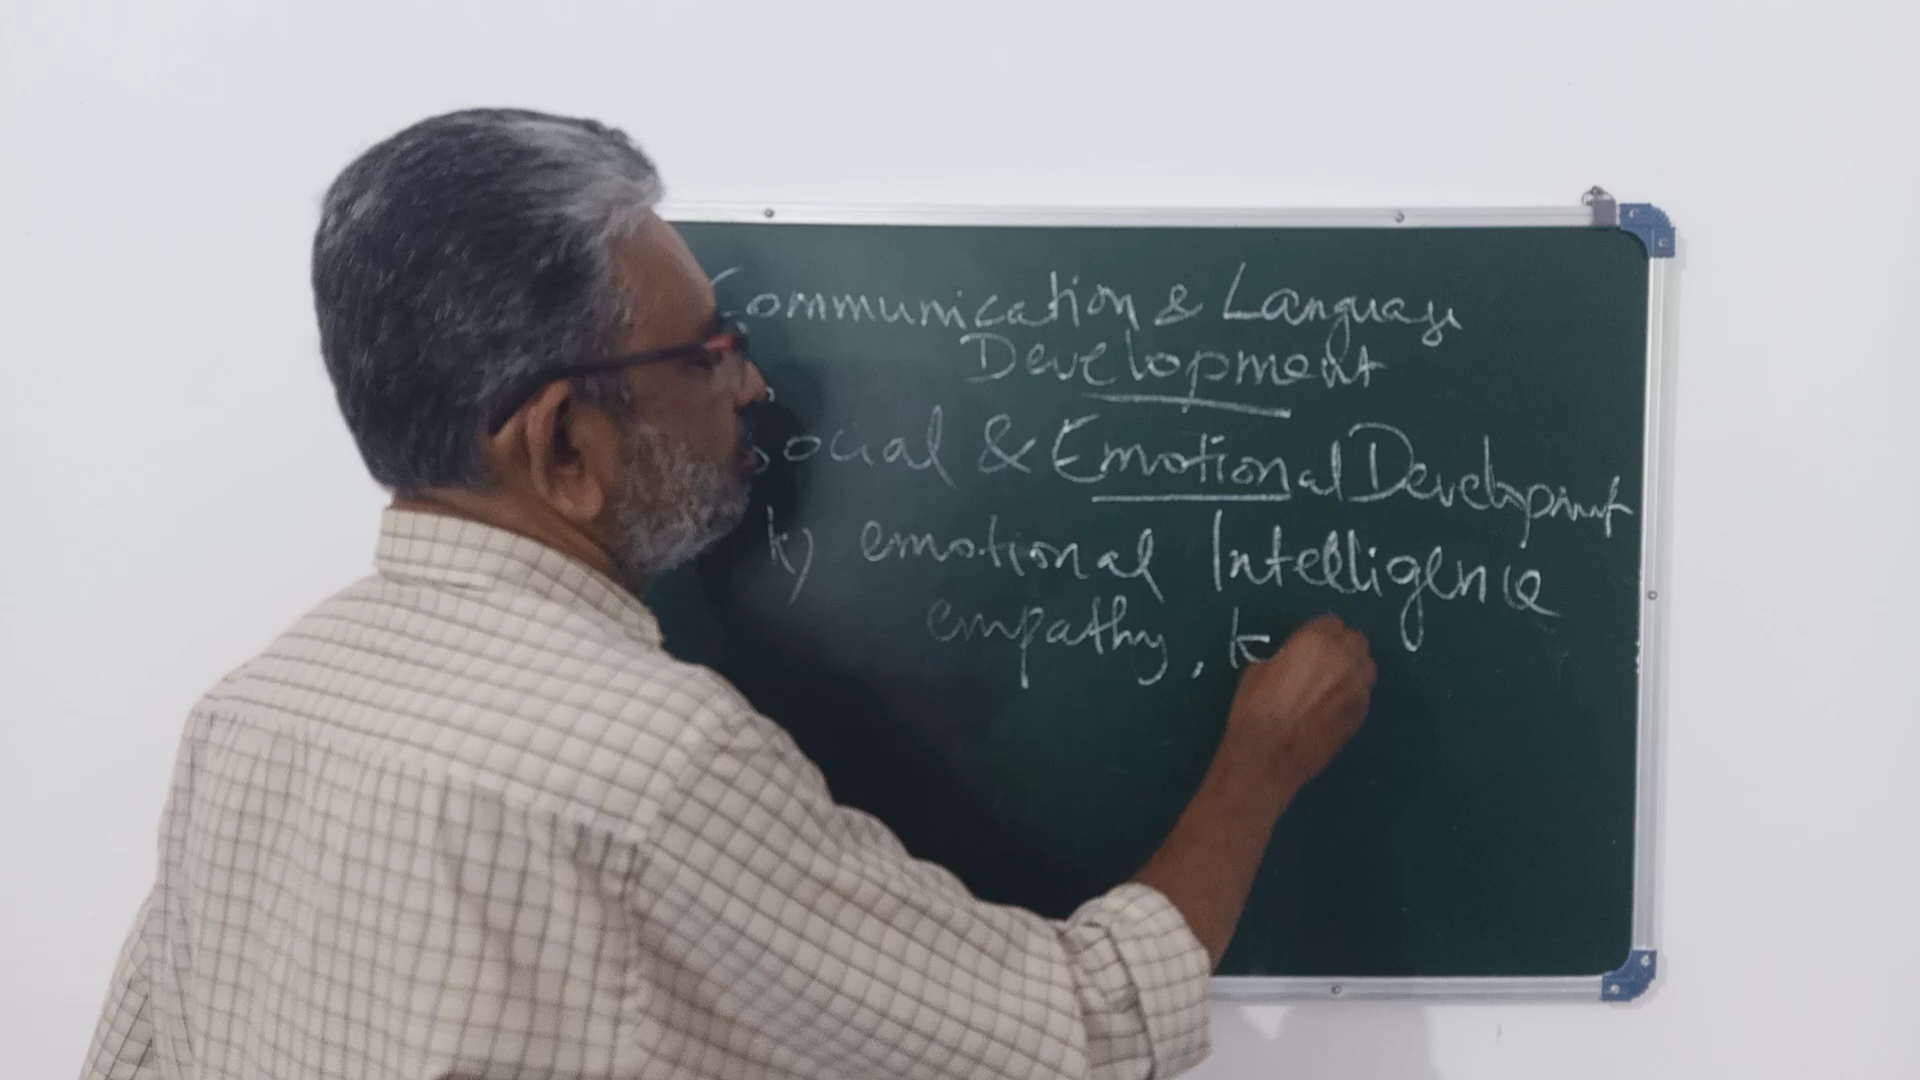 Communication & Language
Development
Social & Emotional Development
k) emotional Intelligence
empathy, k